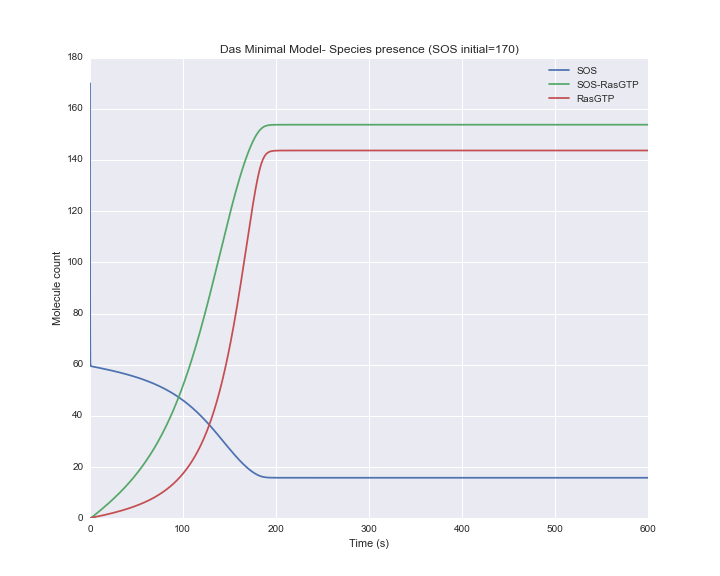 Das Minimal Model- Species presence (SOS initial=170)
180
160
140
120
100
80
60
40
20
0
Molecule count
SOS
SOS-RasGTP
RasGTP
0 100 200 300 400 500 600
Time (s)